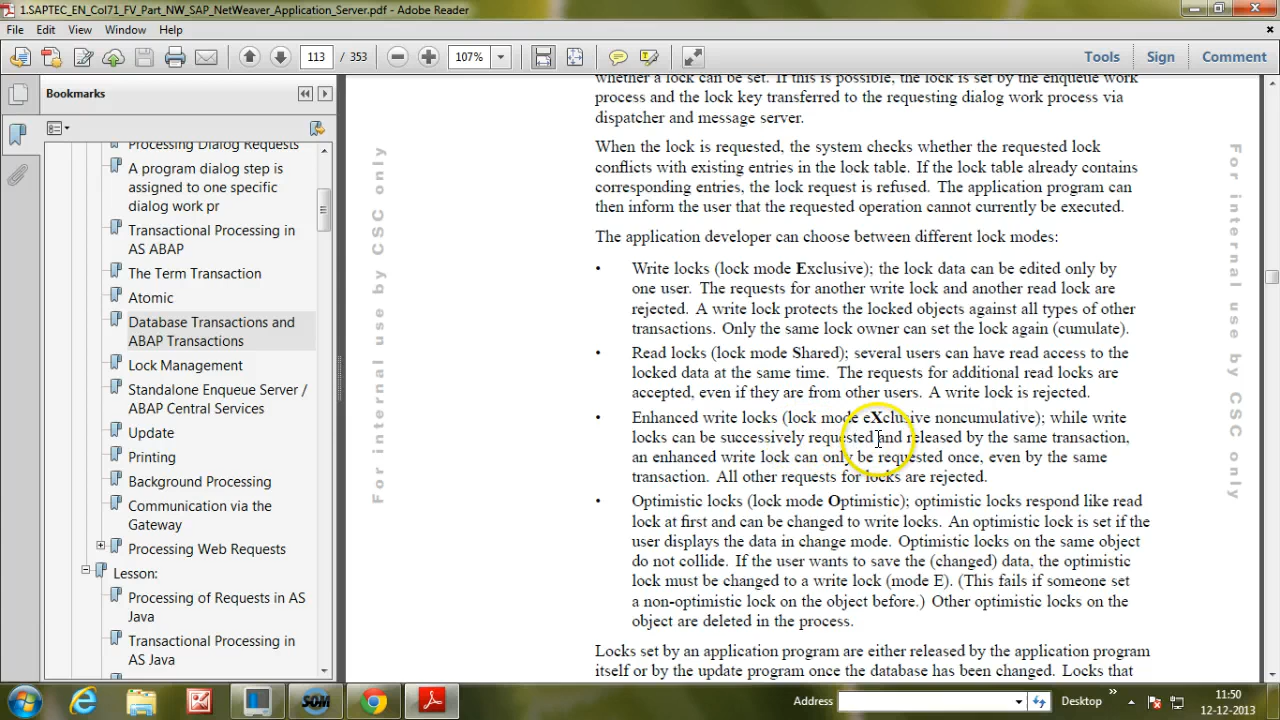 1.SAPTEC_EN_Col71_FV_Part_NW_SAP_NetWeaver_Application_Server.pdf - Adobe Reader
File Edit View Window Help
113 / 353 107% Tools Sign Comment
Bookmarks
Processing Dialog Requests
A program dialog step is
assigned to one specific
dialog work pr
Transactional Processing in
AS ABAP
The Term Transaction
Atomic
Database Transactions and
ABAP Transactions
Lock Management
Standalone Enqueue Server /
ABAP Central Services
Update
Printing
Background Processing
Communication via the
Gateway
Processing Web Requests
Lesson:
Processing of Requests in AS
Java
Transactional Processing in
AS Java
For internal use by CSC only
whether a lock can be set. If this is possible, the lock is set by the enqueue work
process and the lock key transferred to the requesting dialog work process via
dispatcher and message server.
When the lock is requested, the system checks whether the requested lock
conflicts with existing entries in the lock table. If the lock table already contains
corresponding entries, the lock request is refused. The application program can
then inform the user that the requested operation cannot currently be executed.
The application developer can choose between different lock modes:
• Write locks (lock mode Exclusive); the lock data can be edited only by
one user. The requests for another write lock and another read lock are
rejected. A write lock protects the locked objects against all types of other
transactions. Only the same lock owner can set the lock again (cumulate).
• Read locks (lock mode Shared); several users can have read access to the
locked data at the same time. The requests for additional read locks are
accepted, even if they are from other users. A write lock is rejected.
• Enhanced write locks (lock mode eXclusive noncumulative); while write
locks can be successively requested and released by the same transaction,
an enhanced write lock can only be requested once, even by the same
transaction. All other requests for locks are rejected.
• Optimistic locks (lock mode Optimistic); optimistic locks respond like read
lock at first and can be changed to write locks. An optimistic lock is set if the
user displays the data in change mode. Optimistic locks on the same object
do not collide. If the user wants to save the (changed) data, the optimistic
lock must be changed to a write lock (mode E). (This fails if someone set
a non-optimistic lock on the object before.) Other optimistic locks on the
object are deleted in the process.
Locks set by an application program are either released by the application program
itself or by the update program once the database has been changed. Locks that
For internal use by CSC only
SOM
Address Desktop
11:50
12-12-2013